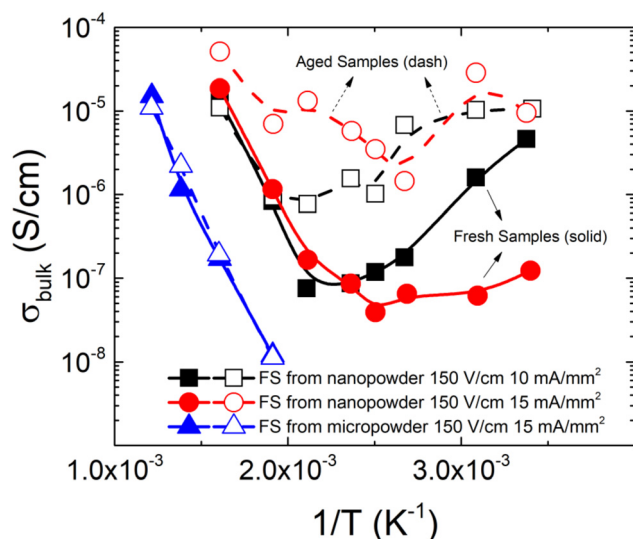 10⁻⁴
Aged Samples (dash)
10⁻⁵
10⁻⁶
Fresh Samples (solid)
10⁻⁷
10⁻⁸
σbulk (S/cm)
FS from nanopowder 150 V/cm 10 mA/mm²
FS from nanopowder 150 V/cm 15 mA/mm²
FS from micropowder 150 V/cm 15 mA/mm²
1.0x10⁻³ 2.0x10⁻³ 3.0x10⁻³
1/T (K⁻¹)